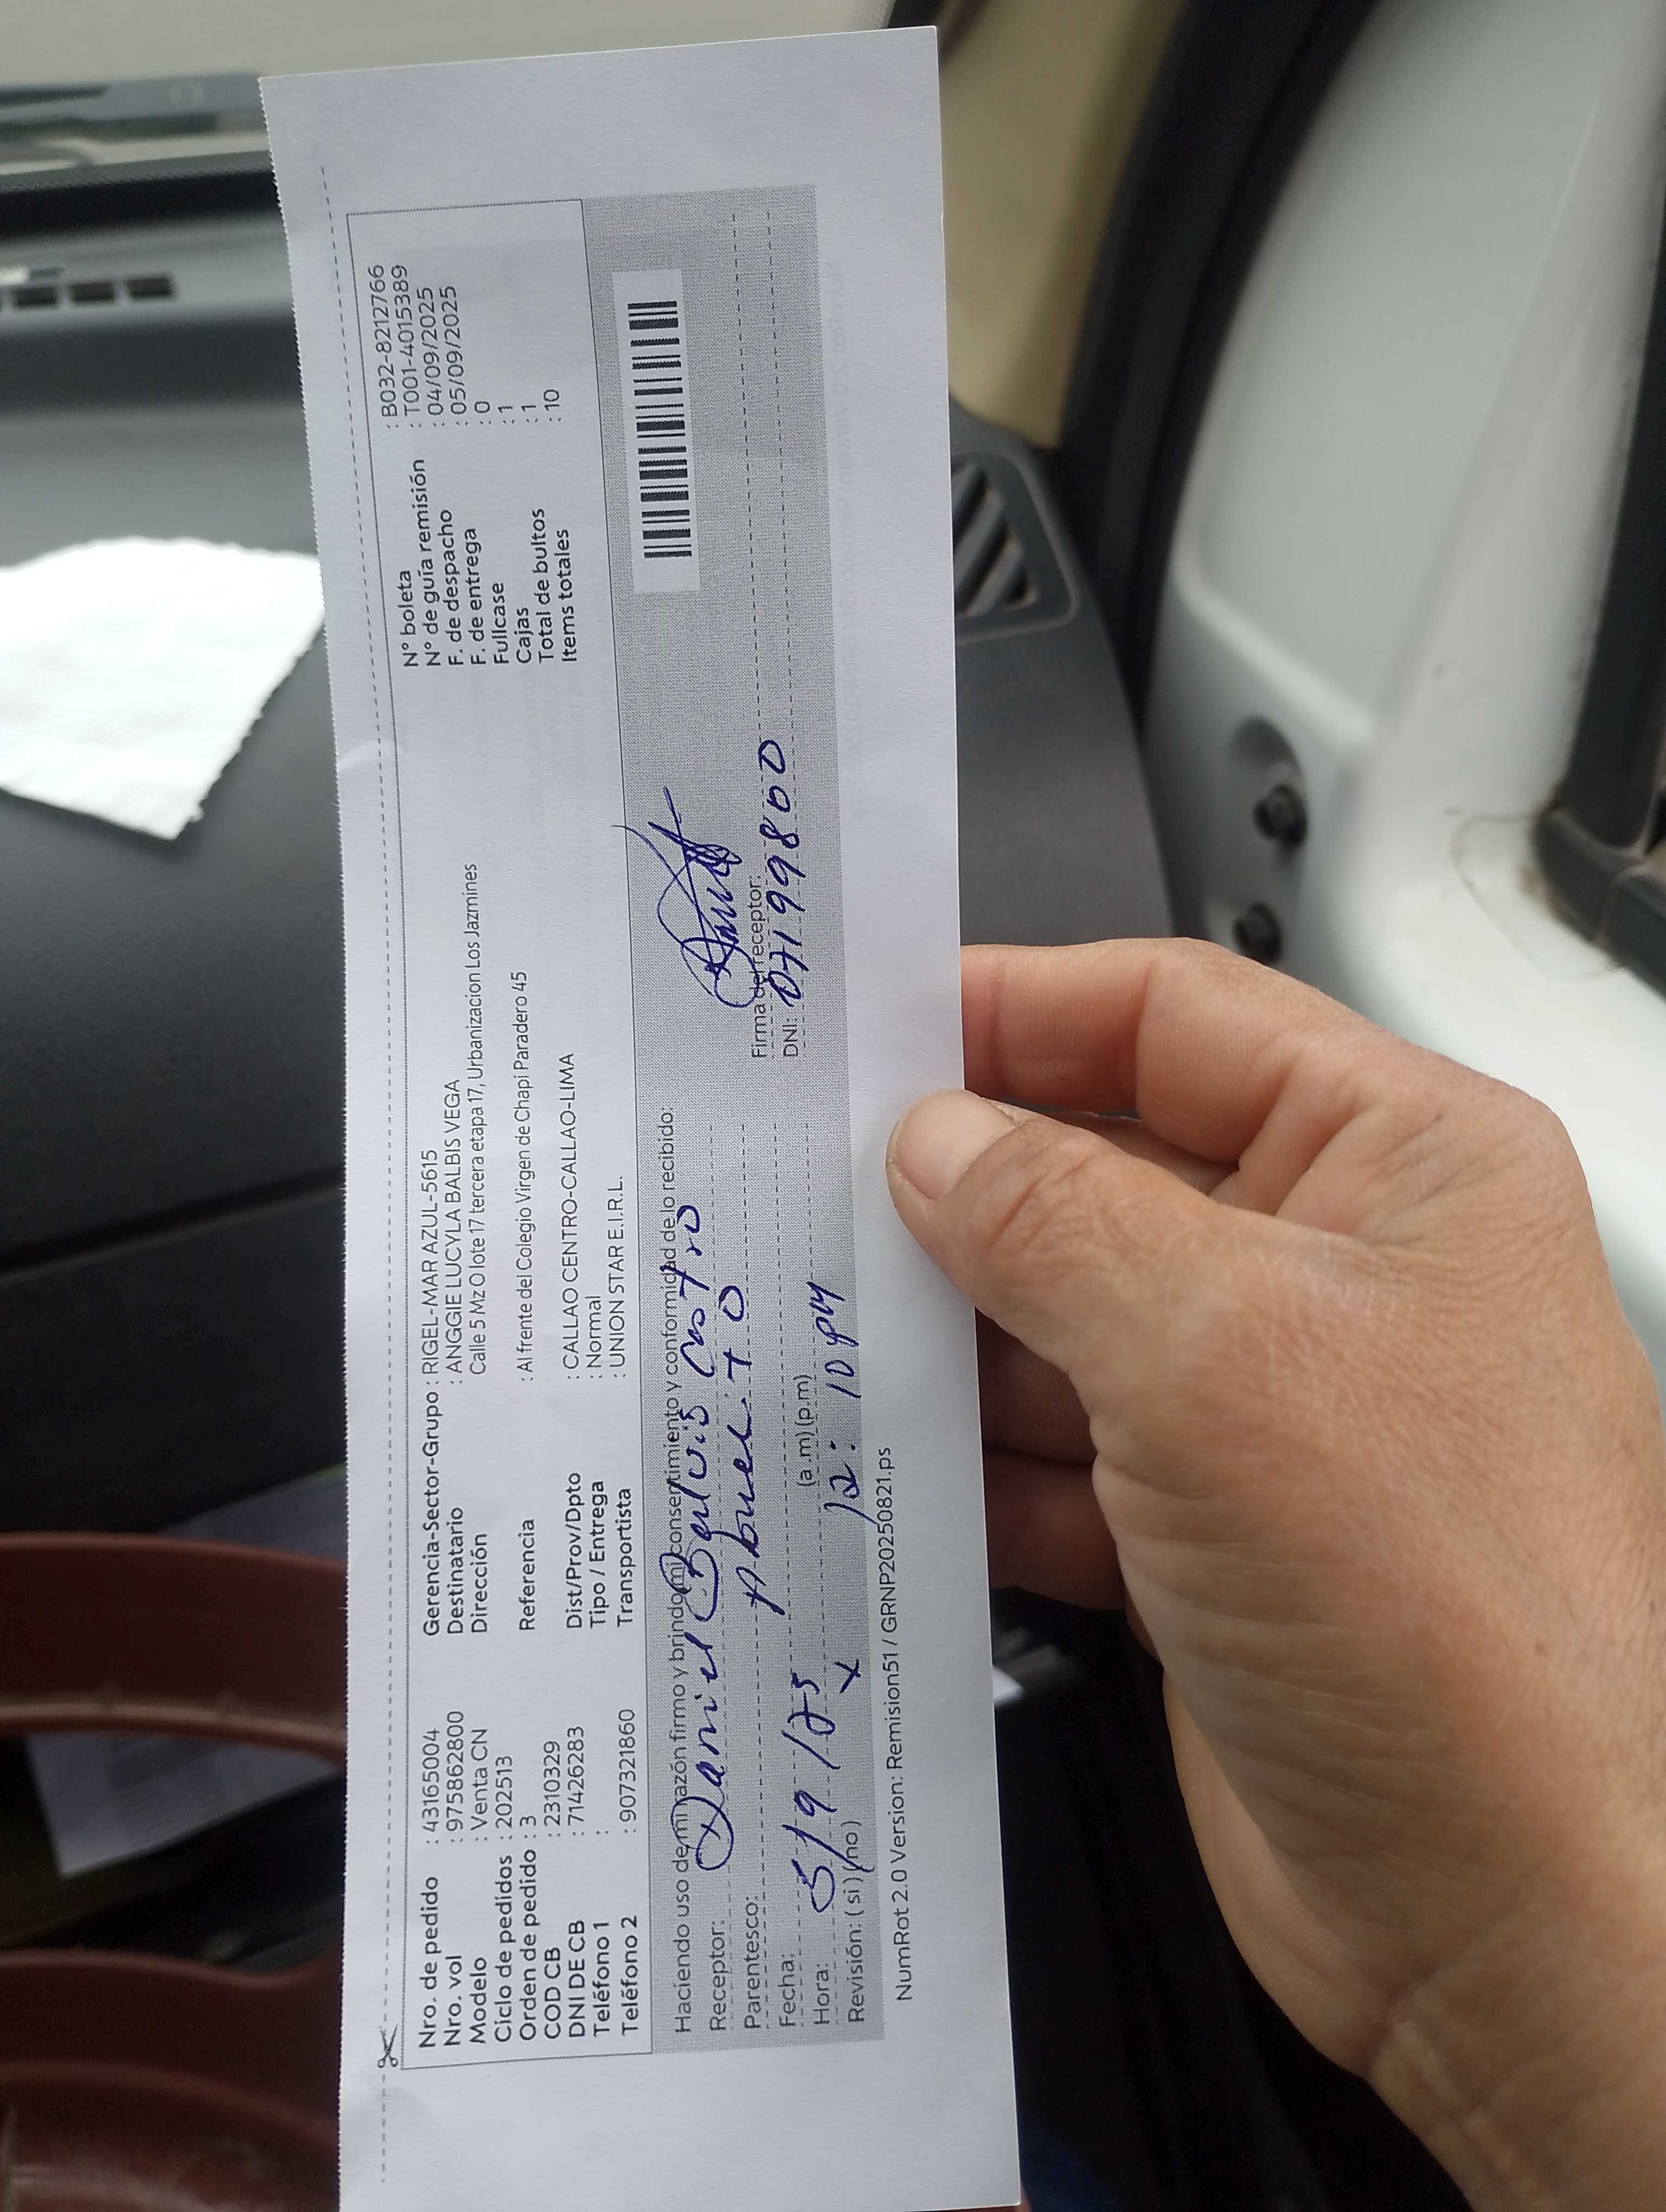 Nro. de pedido : 43165004 Gerencia-Sector-Grupo : RIGEL-MAR AZUL-5615 N° boleta : B032-8212766
Nro. vol : 975862800 Destinatario : ANGGIE LUCYLA BALBIS VEGA N° de guía remisión : T001-4015389
Modelo : Venta CN Dirección Calle 5 Mz O lote 17 tercera etapa 17, Urbanizacion Los Jazmines F. de despacho : 04/09/2025
Ciclo de pedidos : 202513 F. de entrega : 05/09/2025
Orden de pedido : 3 Referencia : Al frente del Colegio Virgen de Chapi Paradero 45 Fullcase : 0
COD CB : 2310329 Cajas : 1
DNI DE CB : 71426283 Dist/Prov/Dpto : CALLAO CENTRO-CALLAO-LIMA Total de bultos : 1
Teléfono 1 : Tipo / Entrega : Normal Items totales : 10
Teléfono 2 : 907321860 Transportista : UNION STAR E.I.R.L.
Haciendo uso de mi razón firmo y brindo mi consentimiento y conformidad de lo recibido:
Receptor: Daniel Balvis Castro
Parentesco: Abuelito Firma del receptor:
Fecha: 5/9/25 DNI: 07199800
Hora: (a.m) (p.m) 12:10 PM
Revisión: ( si ) ( no ) x
NumRot 2.0 Version: Remision51 / GRNP20250821.ps